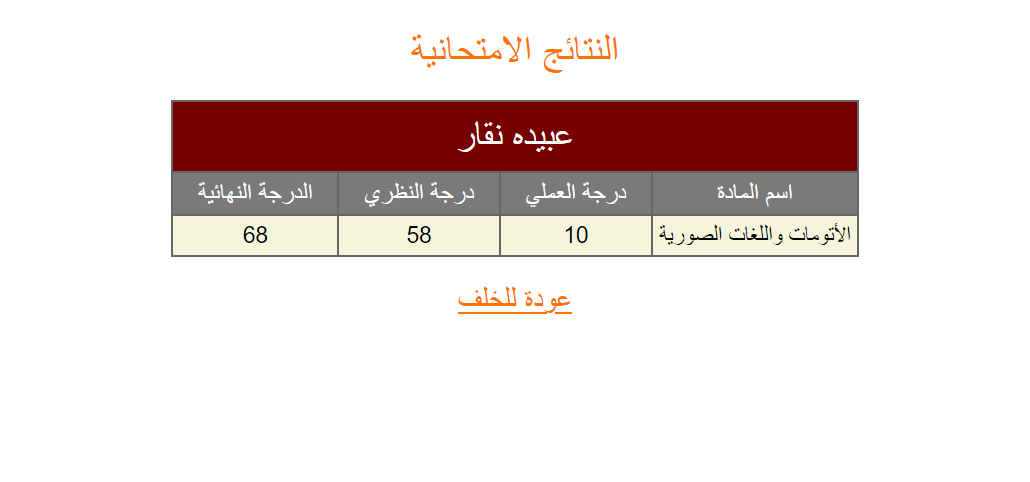 النتائج الامتحانية
عبيده نقار
اسم المادة درجة العملي درجة النظري الدرجة النهائية
الأتومات واللغات الصورية 10 58 68
عودة للخلف